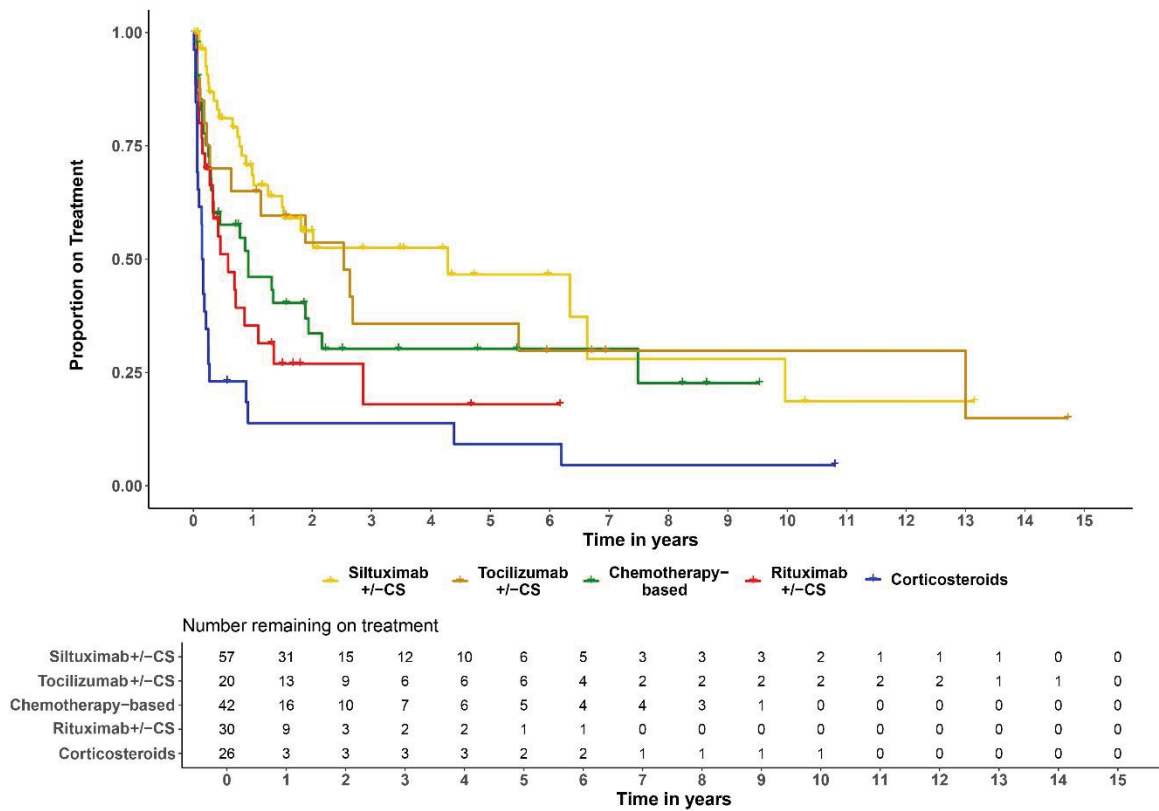 1.00
0.75
0.50
0.25
0.00
Proportion on Treatment
0 1 2 3 4 5 6 7 8 9 10 11 12 13 14 15
Time in years
Siltuximab Tocilizumab Chemotherapy− Rituximab Corticosteroids
+/−CS +/−CS based +/−CS
Number remaining on treatment
Siltuximab+/−CS 57 31 15 12 10 6 5 3 3 3 2 1 1 1 0 0
Tocilizumab+/−CS 20 13 9 6 6 6 4 2 2 2 2 2 2 1 1 0
Chemotherapy−based 42 16 10 7 6 5 4 4 3 1 0 0 0 0 0 0
Rituximab+/−CS 30 9 3 2 2 1 1 0 0 0 0 0 0 0 0 0
Corticosteroids 26 3 3 3 3 2 2 1 1 1 1 0 0 0 0 0
0 1 2 3 4 5 6 7 8 9 10 11 12 13 14 15
Time in years